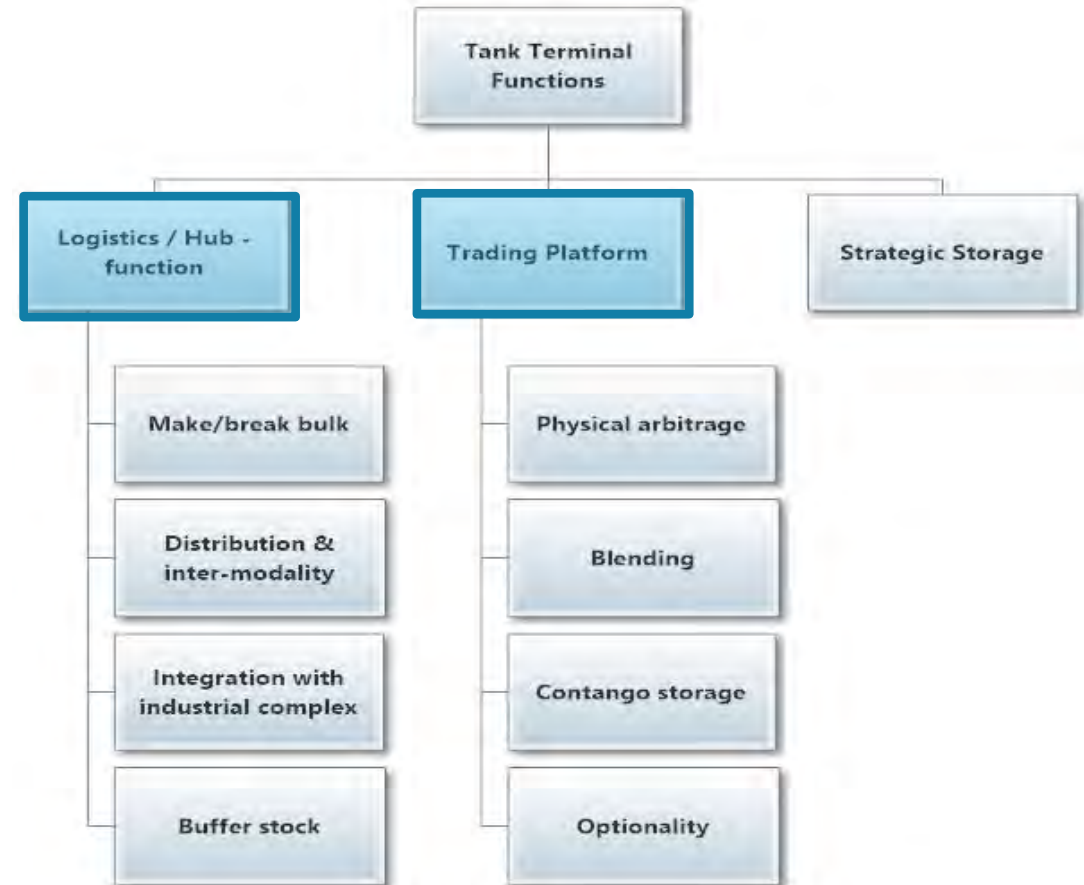 Tank Terminal
Functions
Logistics / Hub -
function
Trading Platform
Strategic Storage
Make/break bulk
Physical arbitrage
Distribution &
inter-modality
Blending
Integration with
industrial complex
Contango storage
Buffer stock
Optionality